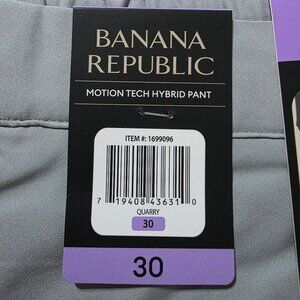 BANANA
REPUBLIC
MOTION TECH HYBRID PANT
ITEM #: 1699096
7 19408 43631 0
QUARRY
30
30